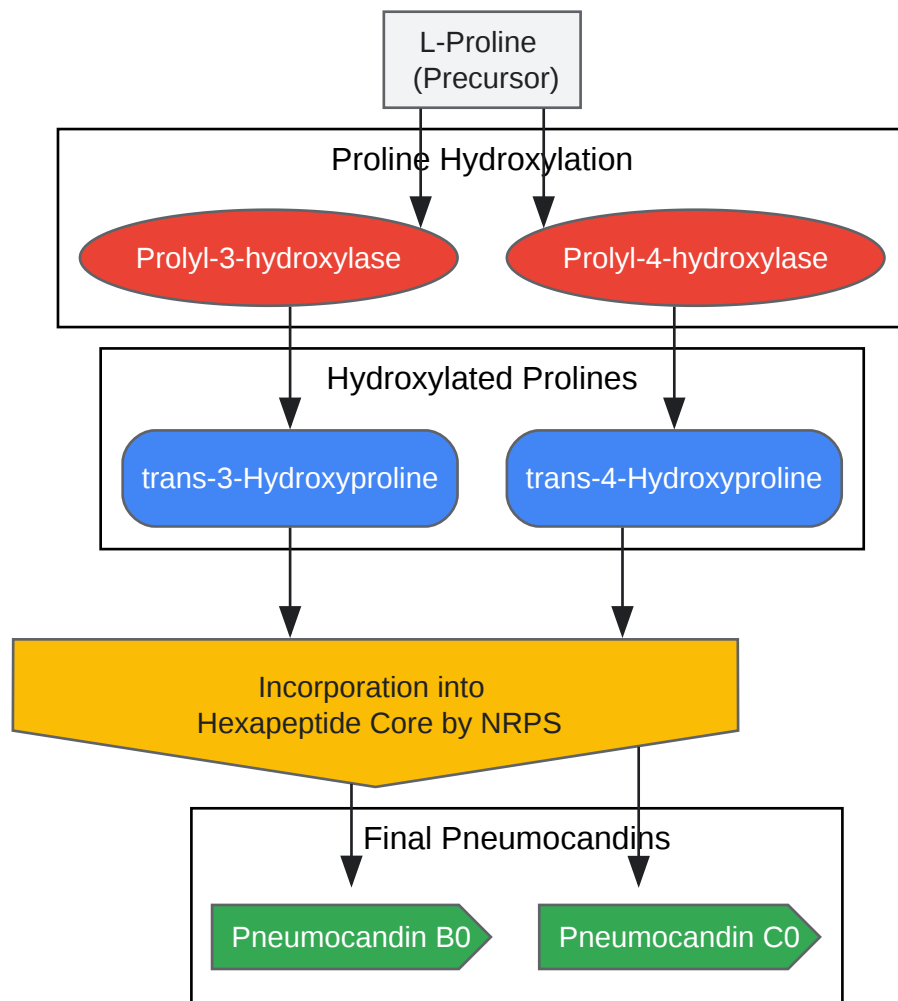 L-Proline
(Precursor)
Proline Hydroxylation
Prolyl-3-hydroxylase
Prolyl-4-hydroxylase
Hydroxylated Prolines
trans-3-Hydroxyproline
trans-4-Hydroxyproline
Incorporation into
Hexapeptide Core by NRPS
Final Pneumocandins
Pneumocandin B0
Pneumocandin C0